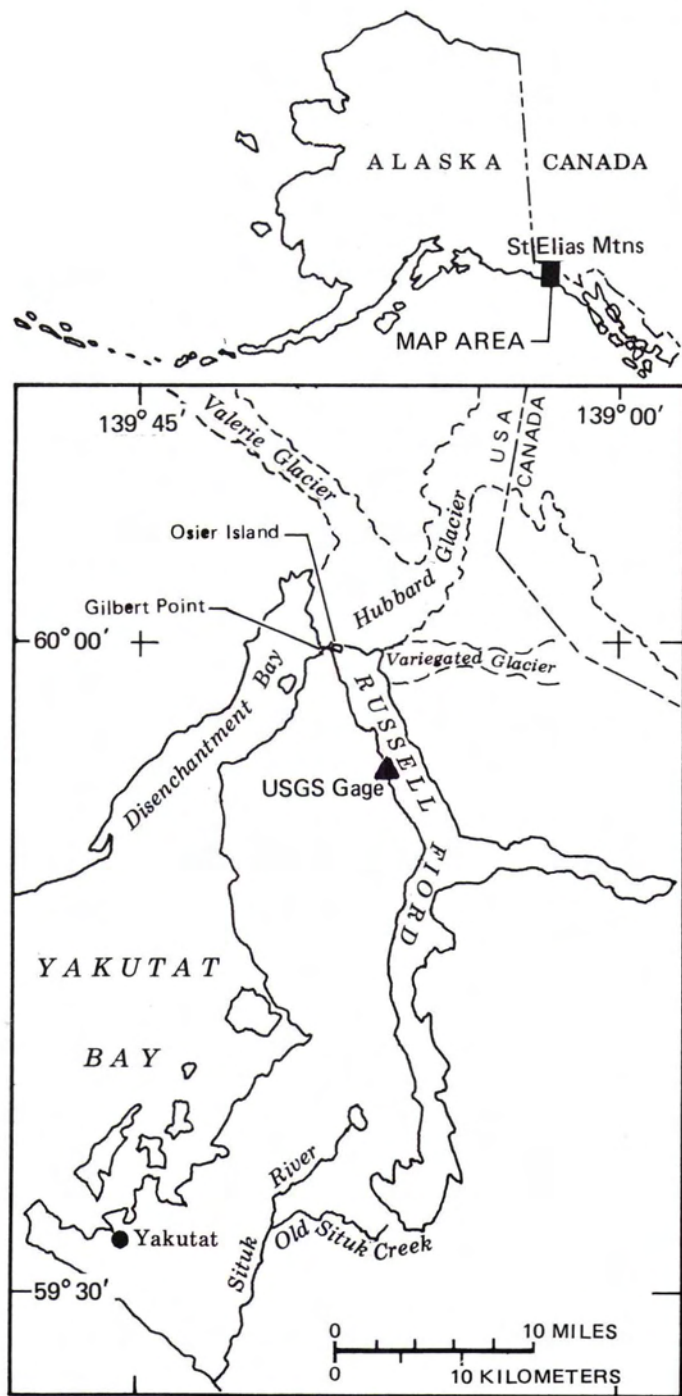 ALASKA
CANADA
St Elias Mtns
MAP AREA
139° 45′
139° 00′
Valerie Glacier
USA
CANADA
Osier Island
Hubbard Glacier
Gilbert Point
60° 00′
Variegated Glacier
Disenchantment Bay
RUSSELL FIORD
USGS Gage
YAKUTAT
BAY
Situk River
Old Situk Creek
Yakutat
59° 30′
0 10 MILES
0 10 KILOMETERS